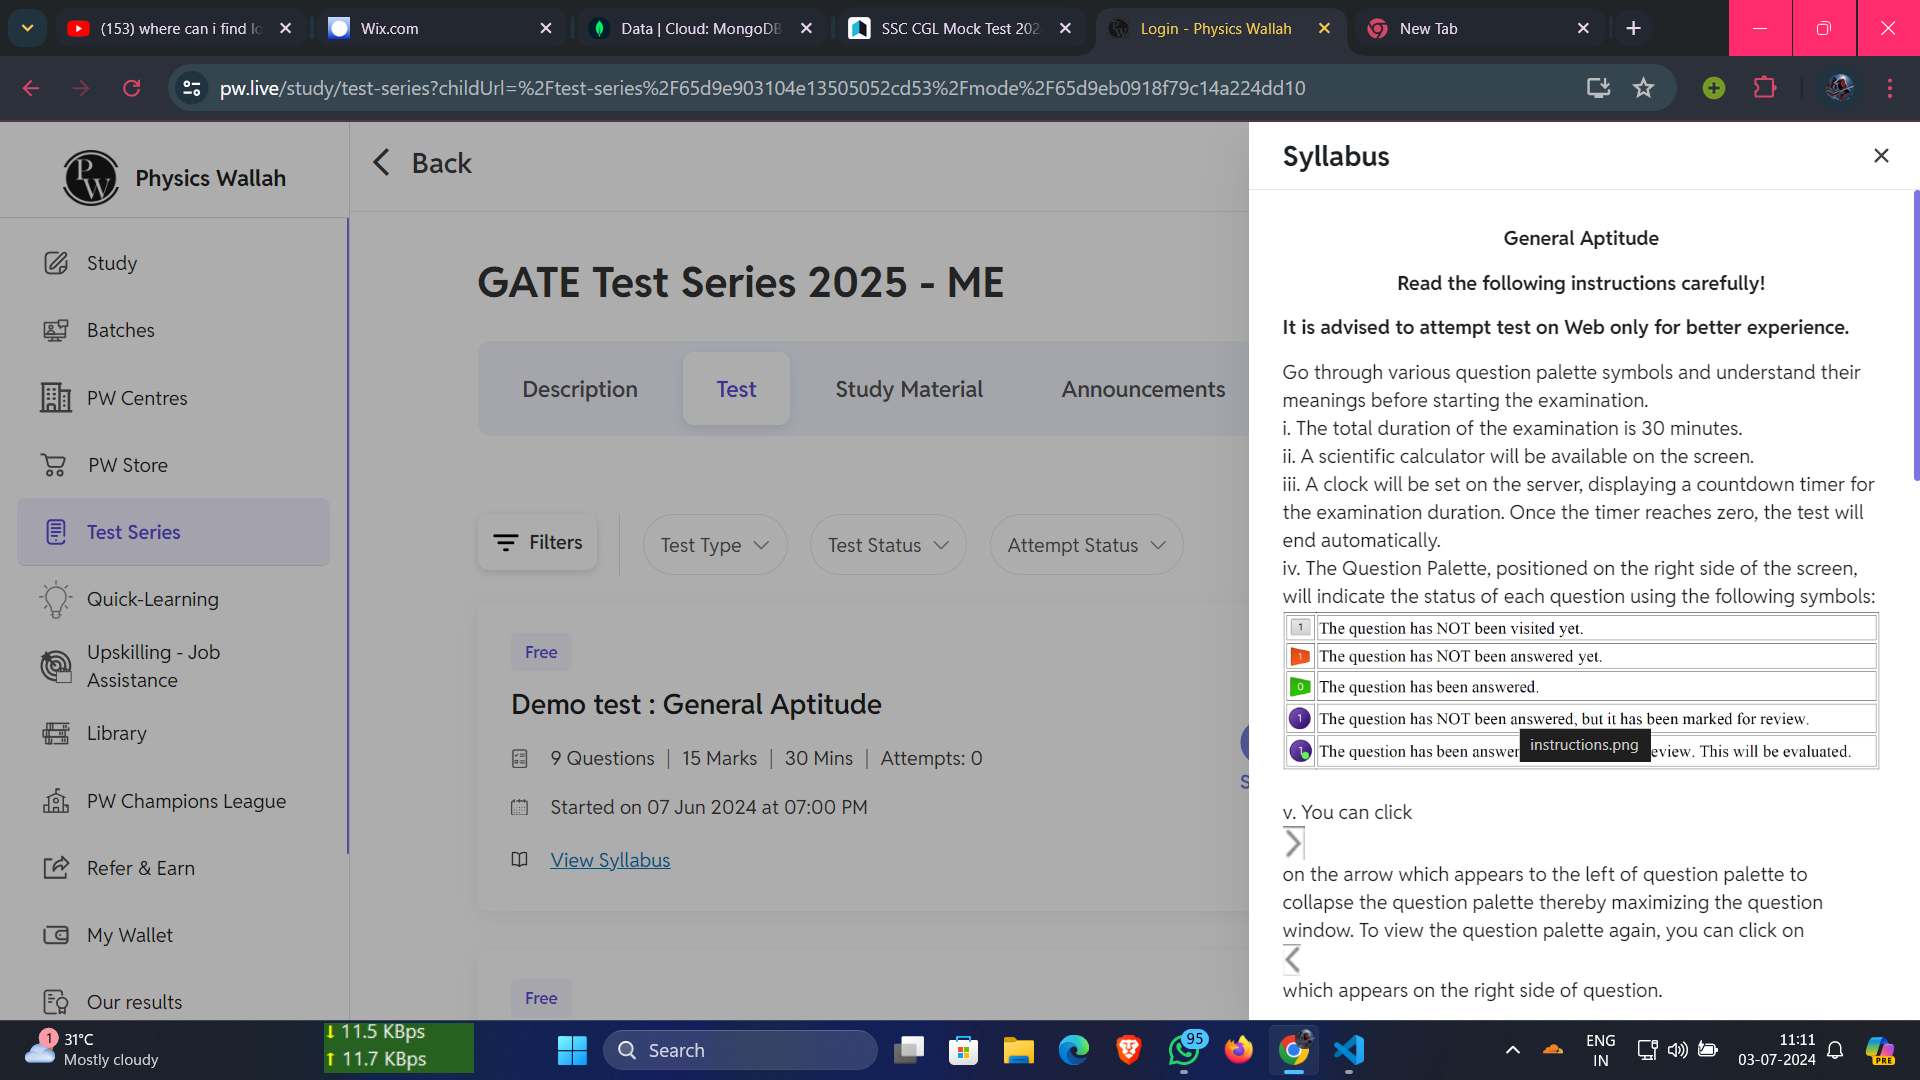 (153) where can i find lo
Wix.com
Data | Cloud: MongoDB
SSC CGL Mock Test 202
Login - Physics Wallah
New Tab
pw.live/study/test-series?childUrl=%2Ftest-series%2F65d9e903104e13505052cd53%2Fmode%2F65d9eb0918f79c14a224dd10
PW
Physics Wallah
Study
Batches
PW Centres
PW Store
Test Series
Quick-Learning
Upskilling - Job
Assistance
Library
PW Champions League
Refer & Earn
My Wallet
Our results
Back
GATE Test Series 2025 - ME
Description
Test
Study Material
Announcements
Filters
Test Type
Test Status
Attempt Status
Free
Demo test : General Aptitude
9 Questions | 15 Marks | 30 Mins | Attempts: 0
Started on 07 Jun 2024 at 07:00 PM
View Syllabus
S
Free
Syllabus
General Aptitude
Read the following instructions carefully!
It is advised to attempt test on Web only for better experience.
Go through various question palette symbols and understand their
meanings before starting the examination.
i. The total duration of the examination is 30 minutes.
ii. A scientific calculator will be available on the screen.
iii. A clock will be set on the server, displaying a countdown timer for
the examination duration. Once the timer reaches zero, the test will
end automatically.
iv. The Question Palette, positioned on the right side of the screen,
will indicate the status of each question using the following symbols:
1 The question has NOT been visited yet.
1 The question has NOT been answered yet.
0 The question has been answered.
1 The question has NOT been answered, but it has been marked for review.
1 The question has been answer eview. This will be evaluated.
instructions.png
v. You can click
on the arrow which appears to the left of question palette to
collapse the question palette thereby maximizing the question
window. To view the question palette again, you can click on
which appears on the right side of question.
1
31°C
Mostly cloudy
↓ 11.5 KBps
↑ 11.7 KBps
Search
95
ENG
IN
11:11
03-07-2024
PRE